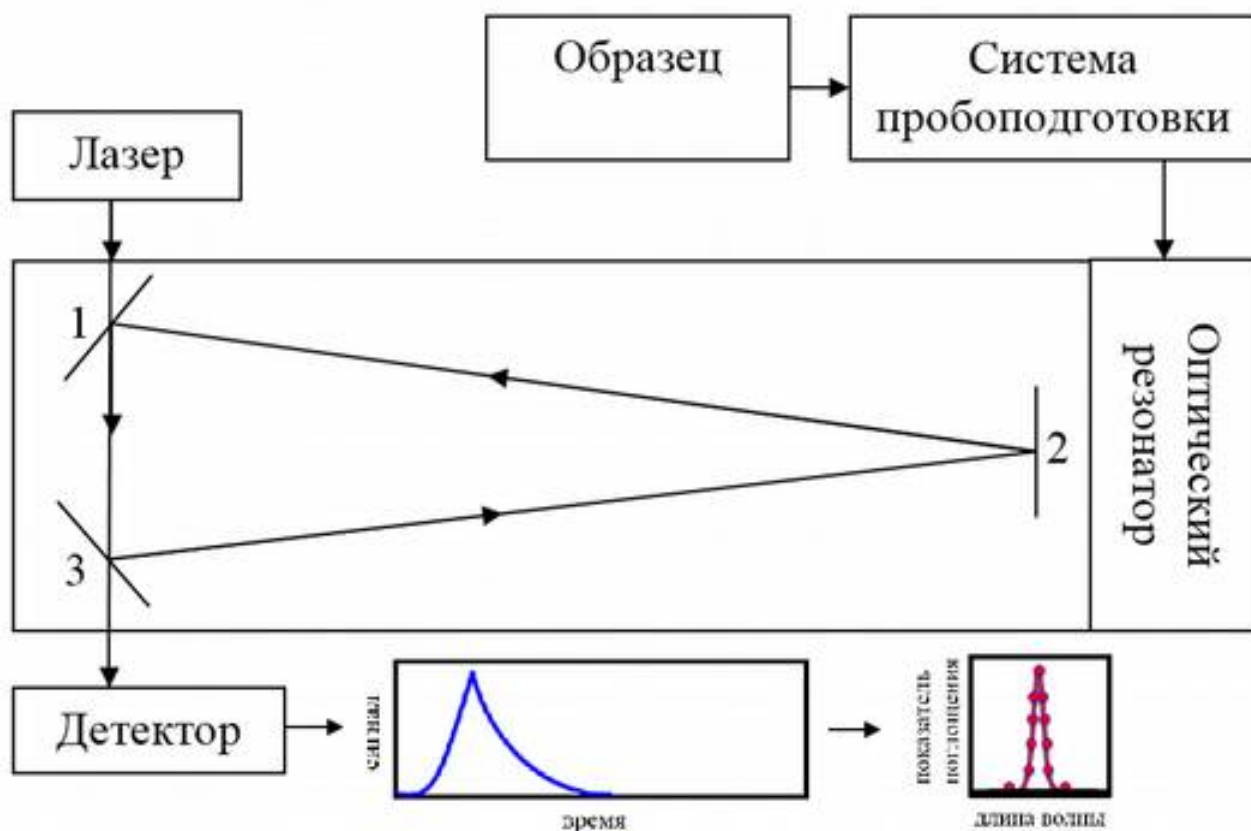 Образец
Система
пробоподготовки
Лазер
1
2
3
Оптический
резонатор
Детектор
сигнал
время
показатель
поглощения
длина волны